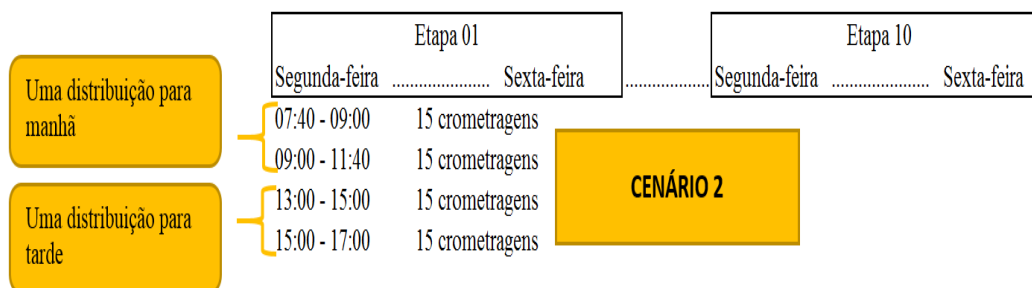 Etapa 01
Etapa 10
Segunda-feira ...................... Sexta-feira ................... Segunda-feira ...................... Sexta-feira
Uma distribuição para
manhã
07:40 - 09:00 15 crometragens
09:00 - 11:40 15 crometragens
Uma distribuição para
tarde
13:00 - 15:00 15 crometragens
15:00 - 17:00 15 crometragens
CENÁRIO 2